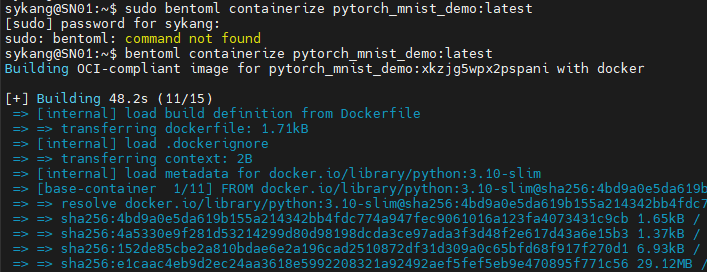 sykang@SN01:~$ sudo bentoml containerize pytorch_mnist_demo:latest
[sudo] password for sykang:
sudo: bentoml: command not found
sykang@SN01:~$ bentoml containerize pytorch_mnist_demo:latest
Building OCI-compliant image for pytorch_mnist_demo:xkzjg5wpx2pspani with docker
[+] Building 48.2s (11/15)
=> [internal] load build definition from Dockerfile
=> => transferring dockerfile: 1.71kB
=> [internal] load .dockerignore
=> => transferring context: 2B
=> [internal] load metadata for docker.io/library/python:3.10-slim
=> [base-container 1/11] FROM docker.io/library/python:3.10-slim@sha256:4bd9a0e5da619b
=> => resolve docker.io/library/python:3.10-slim@sha256:4bd9a0e5da619b155a214342bb4fdc7
=> => sha256:4bd9a0e5da619b155a214342bb4fdc774a947fec9061016a123fa4073431c9cb 1.65kB /
=> => sha256:4a5330e9f281d53214299d80d98198dcda3ce97ada3f3d48f2e617d43a6e15b3 1.37kB /
=> => sha256:152de85cbe2a810bdae6e2a196cad2510872df31d309a0c65bfd68f917f270d1 6.93kB /
=> => sha256:e1caac4eb9d2ec24aa3618e5992208321a92492aef5fef5eb9e470895f771c56 29.12MB /